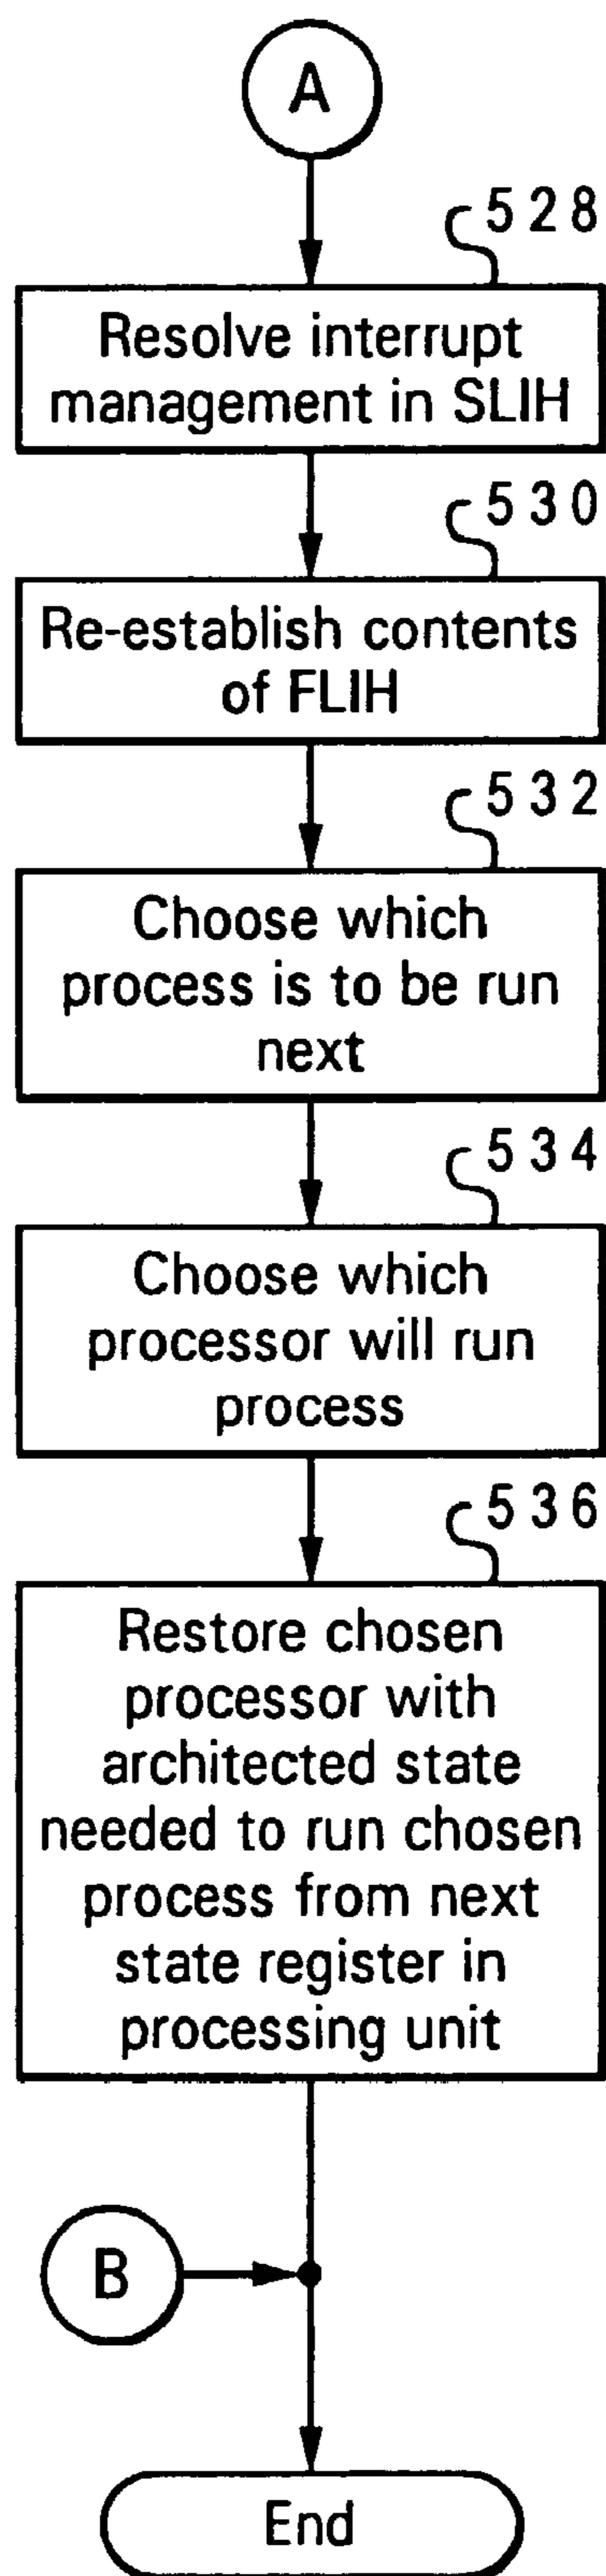 A
528
Resolve interrupt
management in SLIH
530
Re-establish contents
of FLIH
532
Choose which
process is to be run
next
534
Choose which
processor will run
process
536
Restore chosen
processor with
architected state
needed to run chosen
process from next
state register in
processing unit
B
End